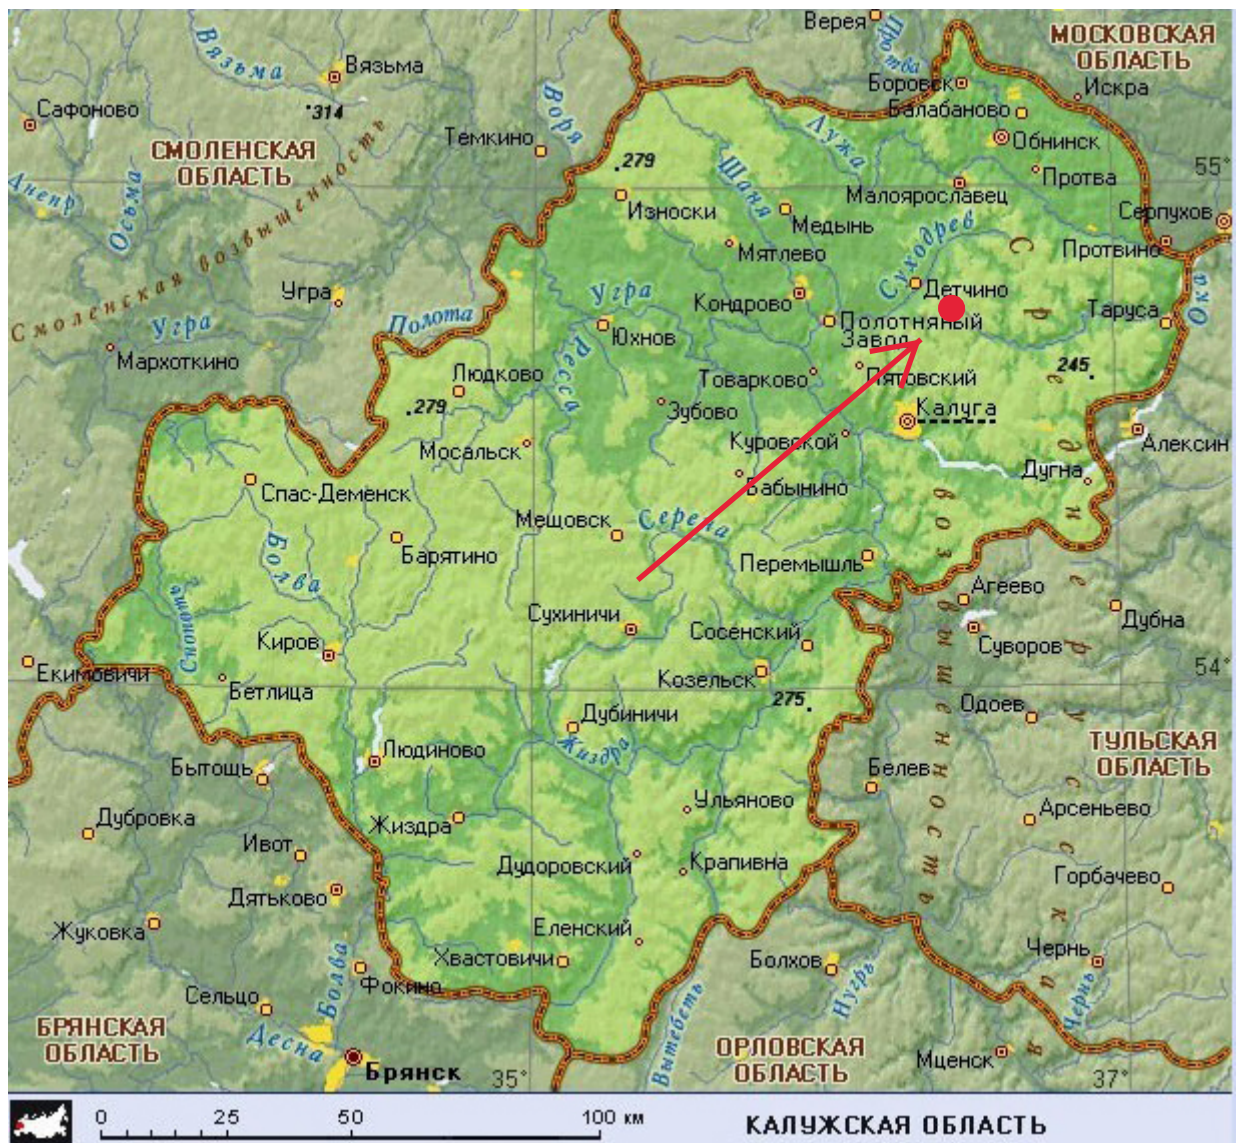 Верея
Протва
МОСКОВСКАЯ
ОБЛАСТЬ
Вязьма
Вязьма
Боровск
Искра
Сафоново
314
Воря
Балабаново
СМОЛЕНСКАЯ
ОБЛАСТЬ
Темкино
Лужа
Обнинск
279
Шаня
Протва
55°
Днепр
Осьма
Износки
Малоярославец
Серпухов
Медынь
Суходрев
Протвино
Мятлево
Смоленская возвышенность
Угра
Угра
Кондрово
Детчино
Ока
Угра
Полота
Юхнов
Полотняный
Завод
Таруса
Мархоткино
Ресса
Людково
Товарково
Пятовский
245
279
Зубово
Калуга
Мосальск
Куровской
Алексин
Спас-Деменск
Бабынино
Дугна
Мещовск
Серена
Болва
Барятино
Перемышль
Агеево
Снопоть
Сухиничи
Сосенский
Дубна
Киров
Суворов
Екимовичи
Бетлица
Козельск
54°
275
Дубиничи
Одоев
Жиздра
Людиново
ТУЛЬСКАЯ
ОБЛАСТЬ
Бытощь
Белев
Ульяново
Дубровка
Жиздра
Арсеньево
Ивот
Дудоровский
Крапивна
Дятьково
Горбачево
Жуковка
Еленский
Чернь
Хвастовичи
Болхов
Нугрь
Болва
Фокино
Сельцо
Чернь
БРЯНСКАЯ
ОБЛАСТЬ
Десна
Вытебеть
ОРЛОВСКАЯ
ОБЛАСТЬ
Мценск
Брянск
35°
37°
Среднерусская
возвышенность
0 25 50 100 км
КАЛУЖСКАЯ ОБЛАСТЬ